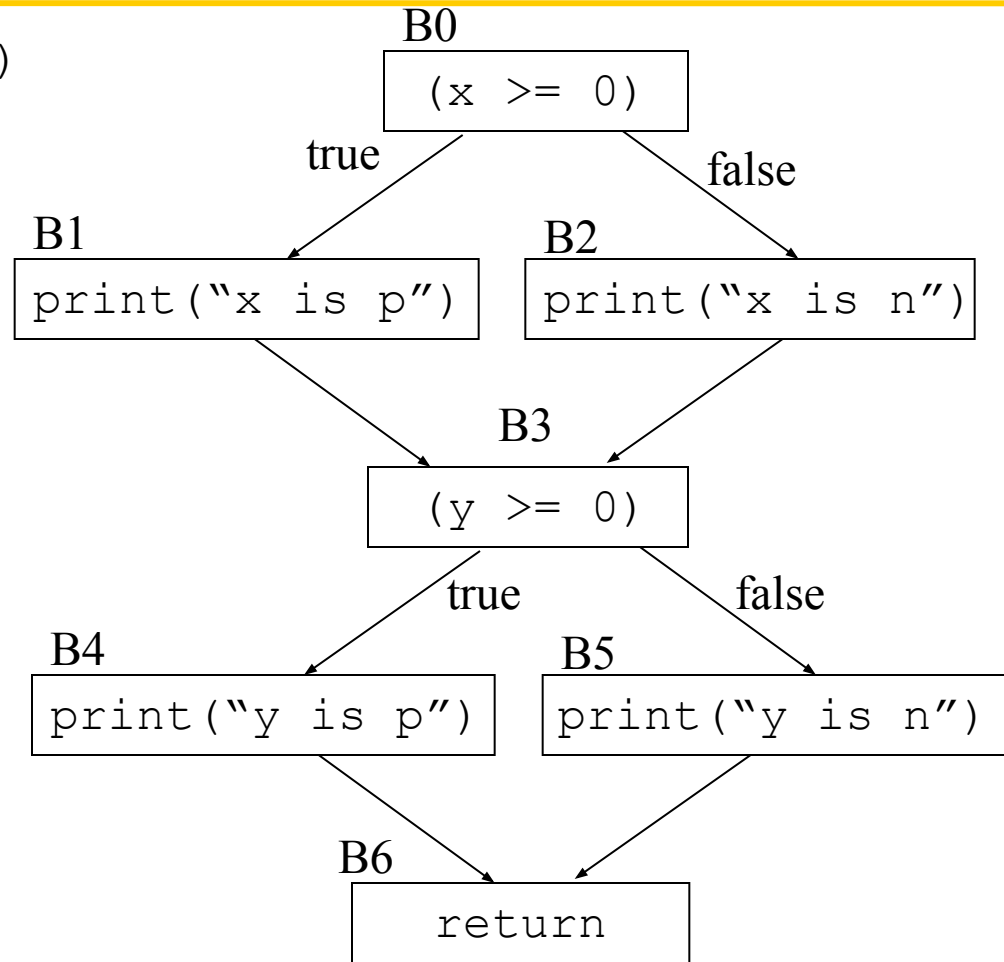 B0
)
(x >= 0)
true
false
B1
B2
print(“x is p”)
print(“x is n”)
B3
(y >= 0)
true
false
B4
B5
print(“y is p”)
print(“y is n”)
B6
return